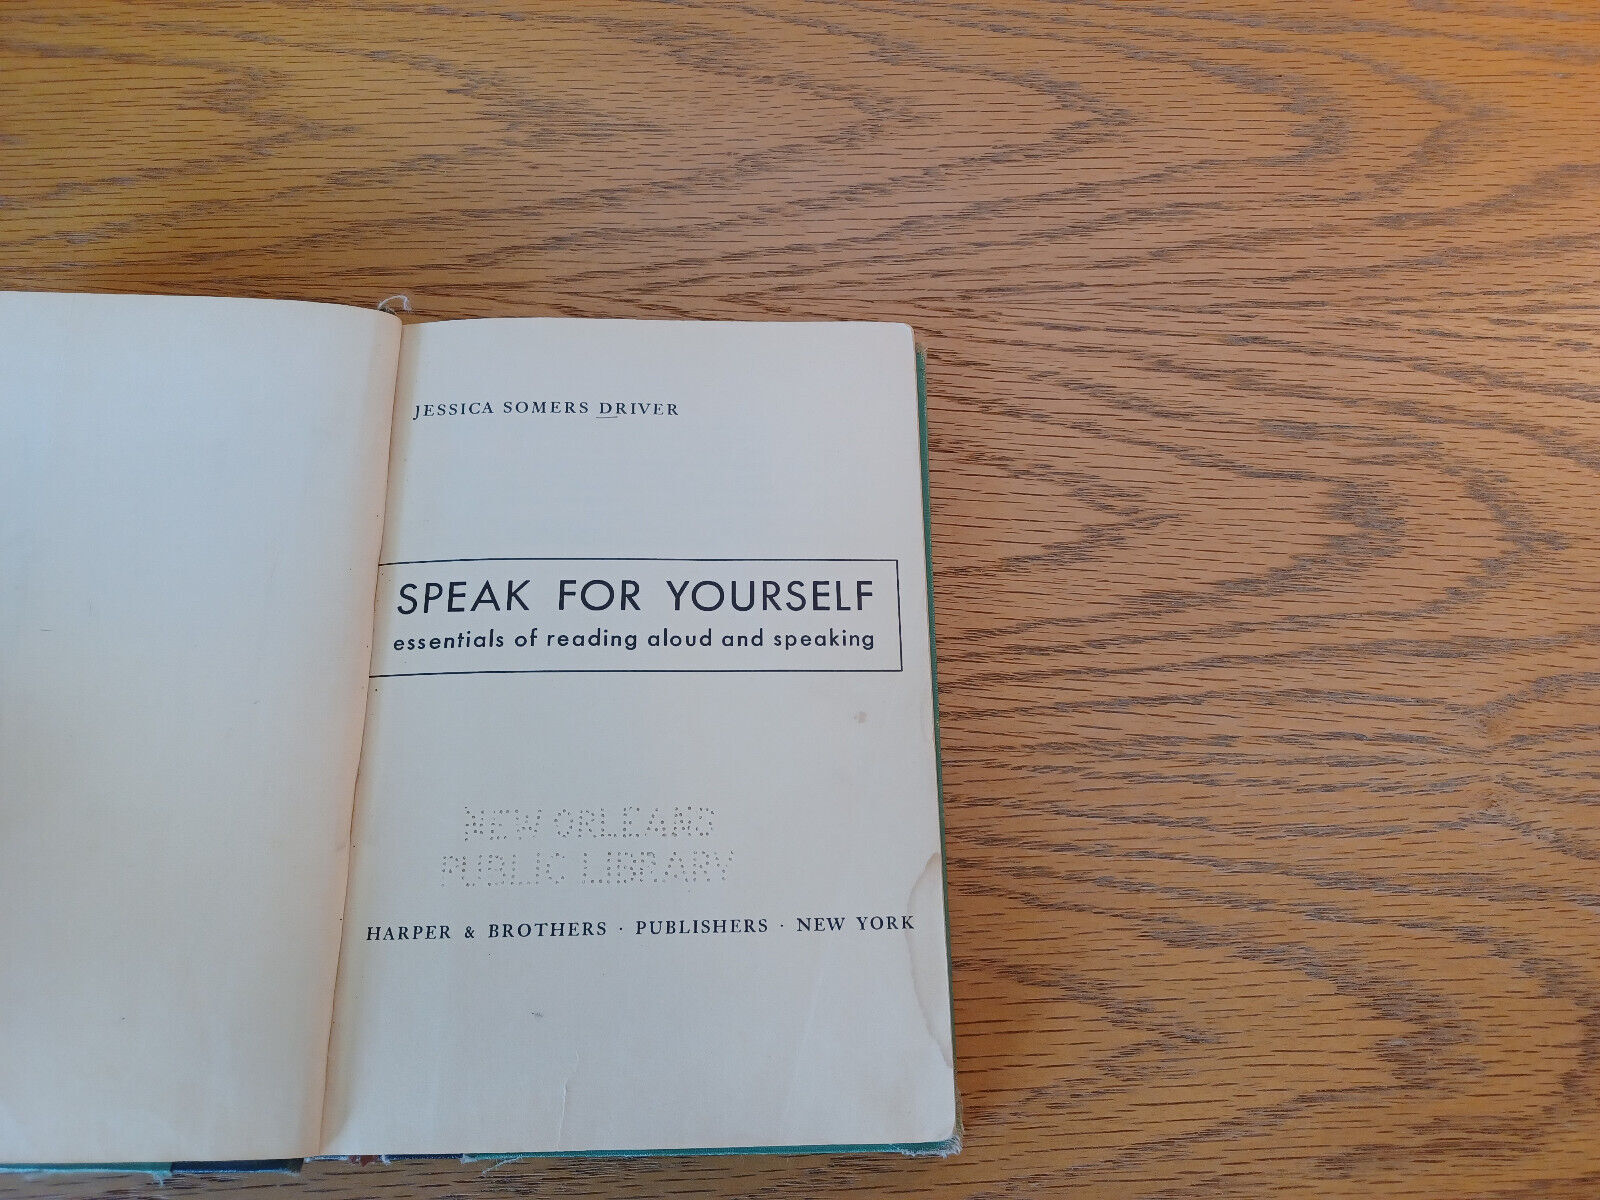 JESSICA SOMERS DRIVER
SPEAK FOR YOURSELF
essentials of reading aloud and speaking
NEW ORLEANS
PUBLIC LIBRARY
HARPER & BROTHERS · PUBLISHERS · NEW YORK